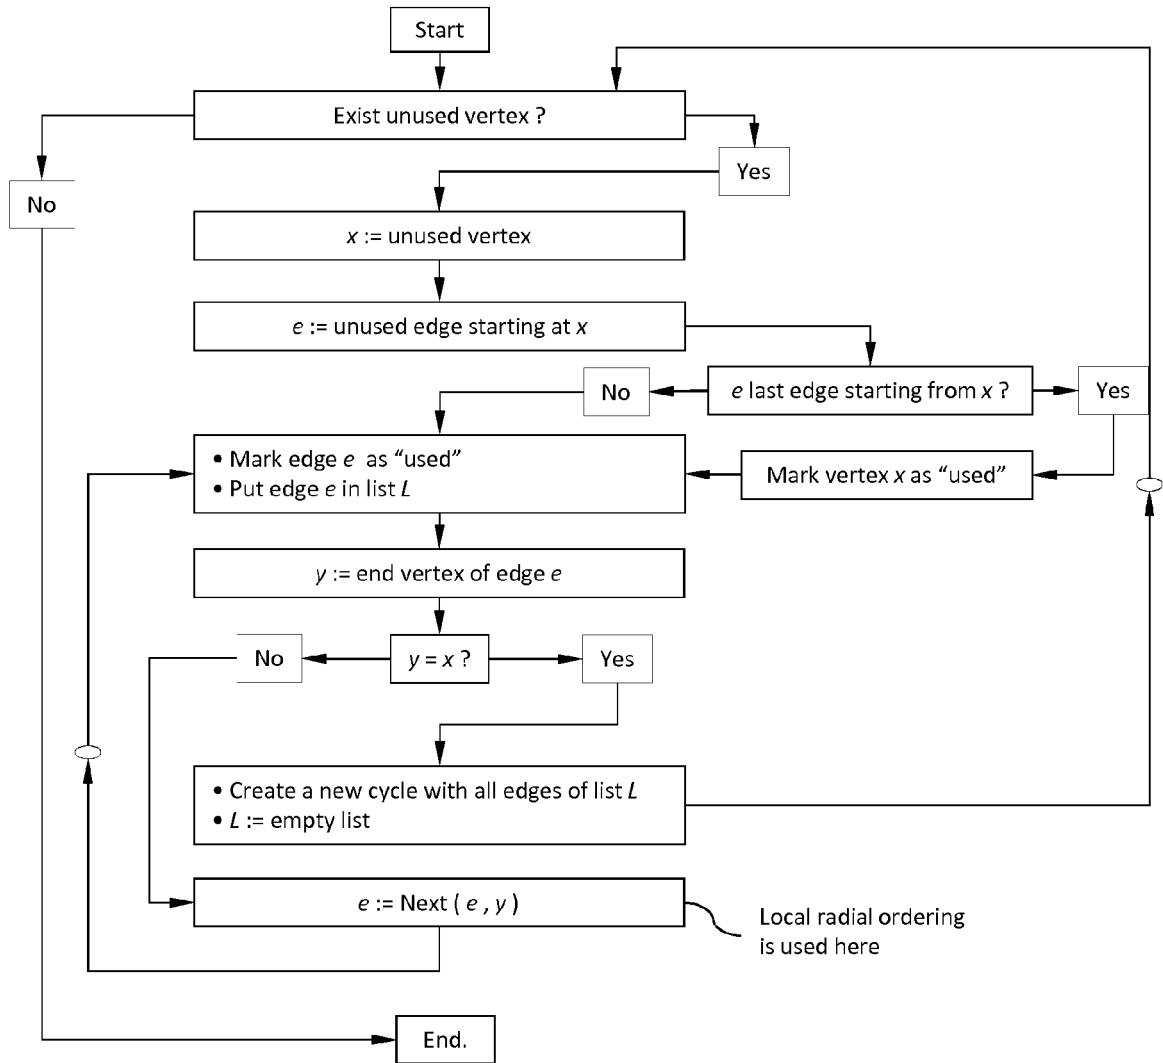 Start
Exist unused vertex ?
Yes
No
x := unused vertex
e := unused edge starting at x
No
e last edge starting from x ?
Yes
• Mark edge e as “used”
• Put edge e in list L
Mark vertex x as “used”
y := end vertex of edge e
No
y = x ?
Yes
• Create a new cycle with all edges of list L
• L := empty list
e := Next ( e , y )
Local radial ordering
is used here
End.